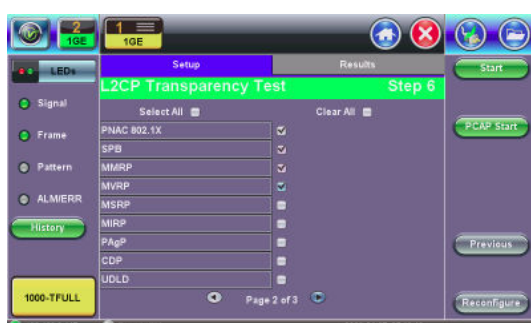 2
1GE
1
1GE
LEDs
Setup
Results
Start
L2CP Transparency Test
Step 6
Signal
Select All
Clear All
PNAC 802.1X
PCAP Start
Frame
SPB
MMRP
Pattern
MVRP
ALM/ERR
MSRP
History
MIRP
PAgP
Previous
CDP
UDLD
1000-TFULL
Page 2 of 3
Reconfigure